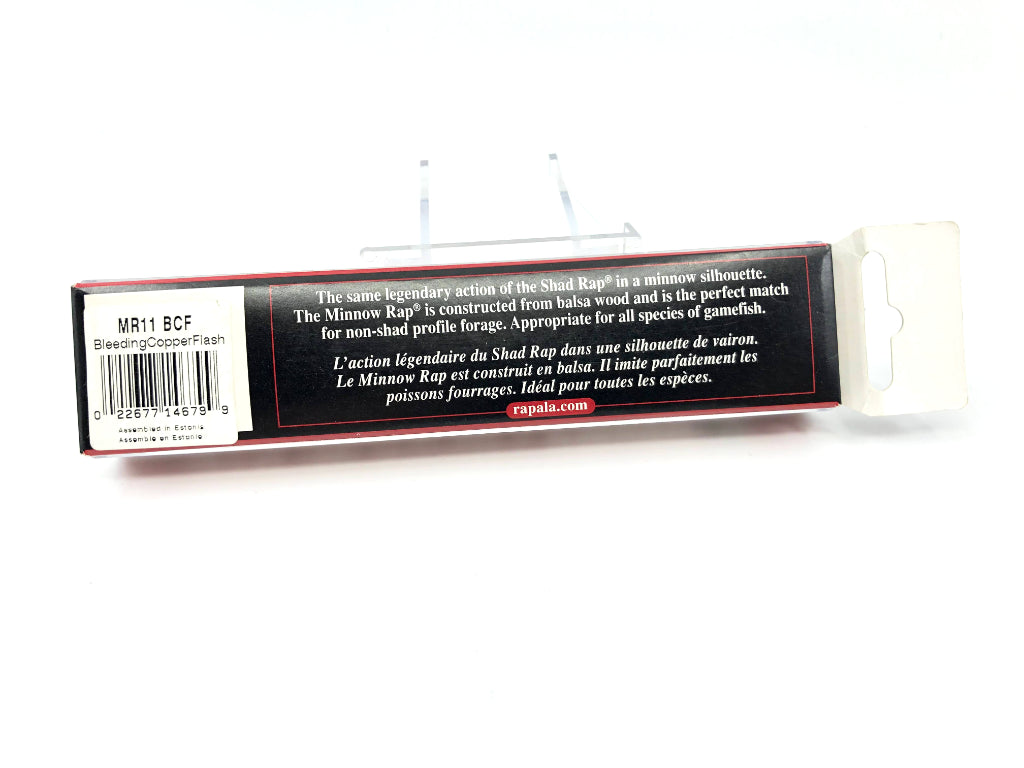 MR11 BCF
BleedingCopperFlash
0 22677 14679 9
Assembled in Estonia
Assemble en Estonie
The same legendary action of the Shad Rap® in a minnow silhouette.
The Minnow Rap® is constructed from balsa wood and is the perfect match
for non-shad profile forage. Appropriate for all species of gamefish.
L'action légendaire du Shad Rap dans une silhouette de vairon.
Le Minnow Rap est construit en balsa. Il imite parfaitement les
poissons fourrages. Idéal pour toutes les espèces.
rapala.com